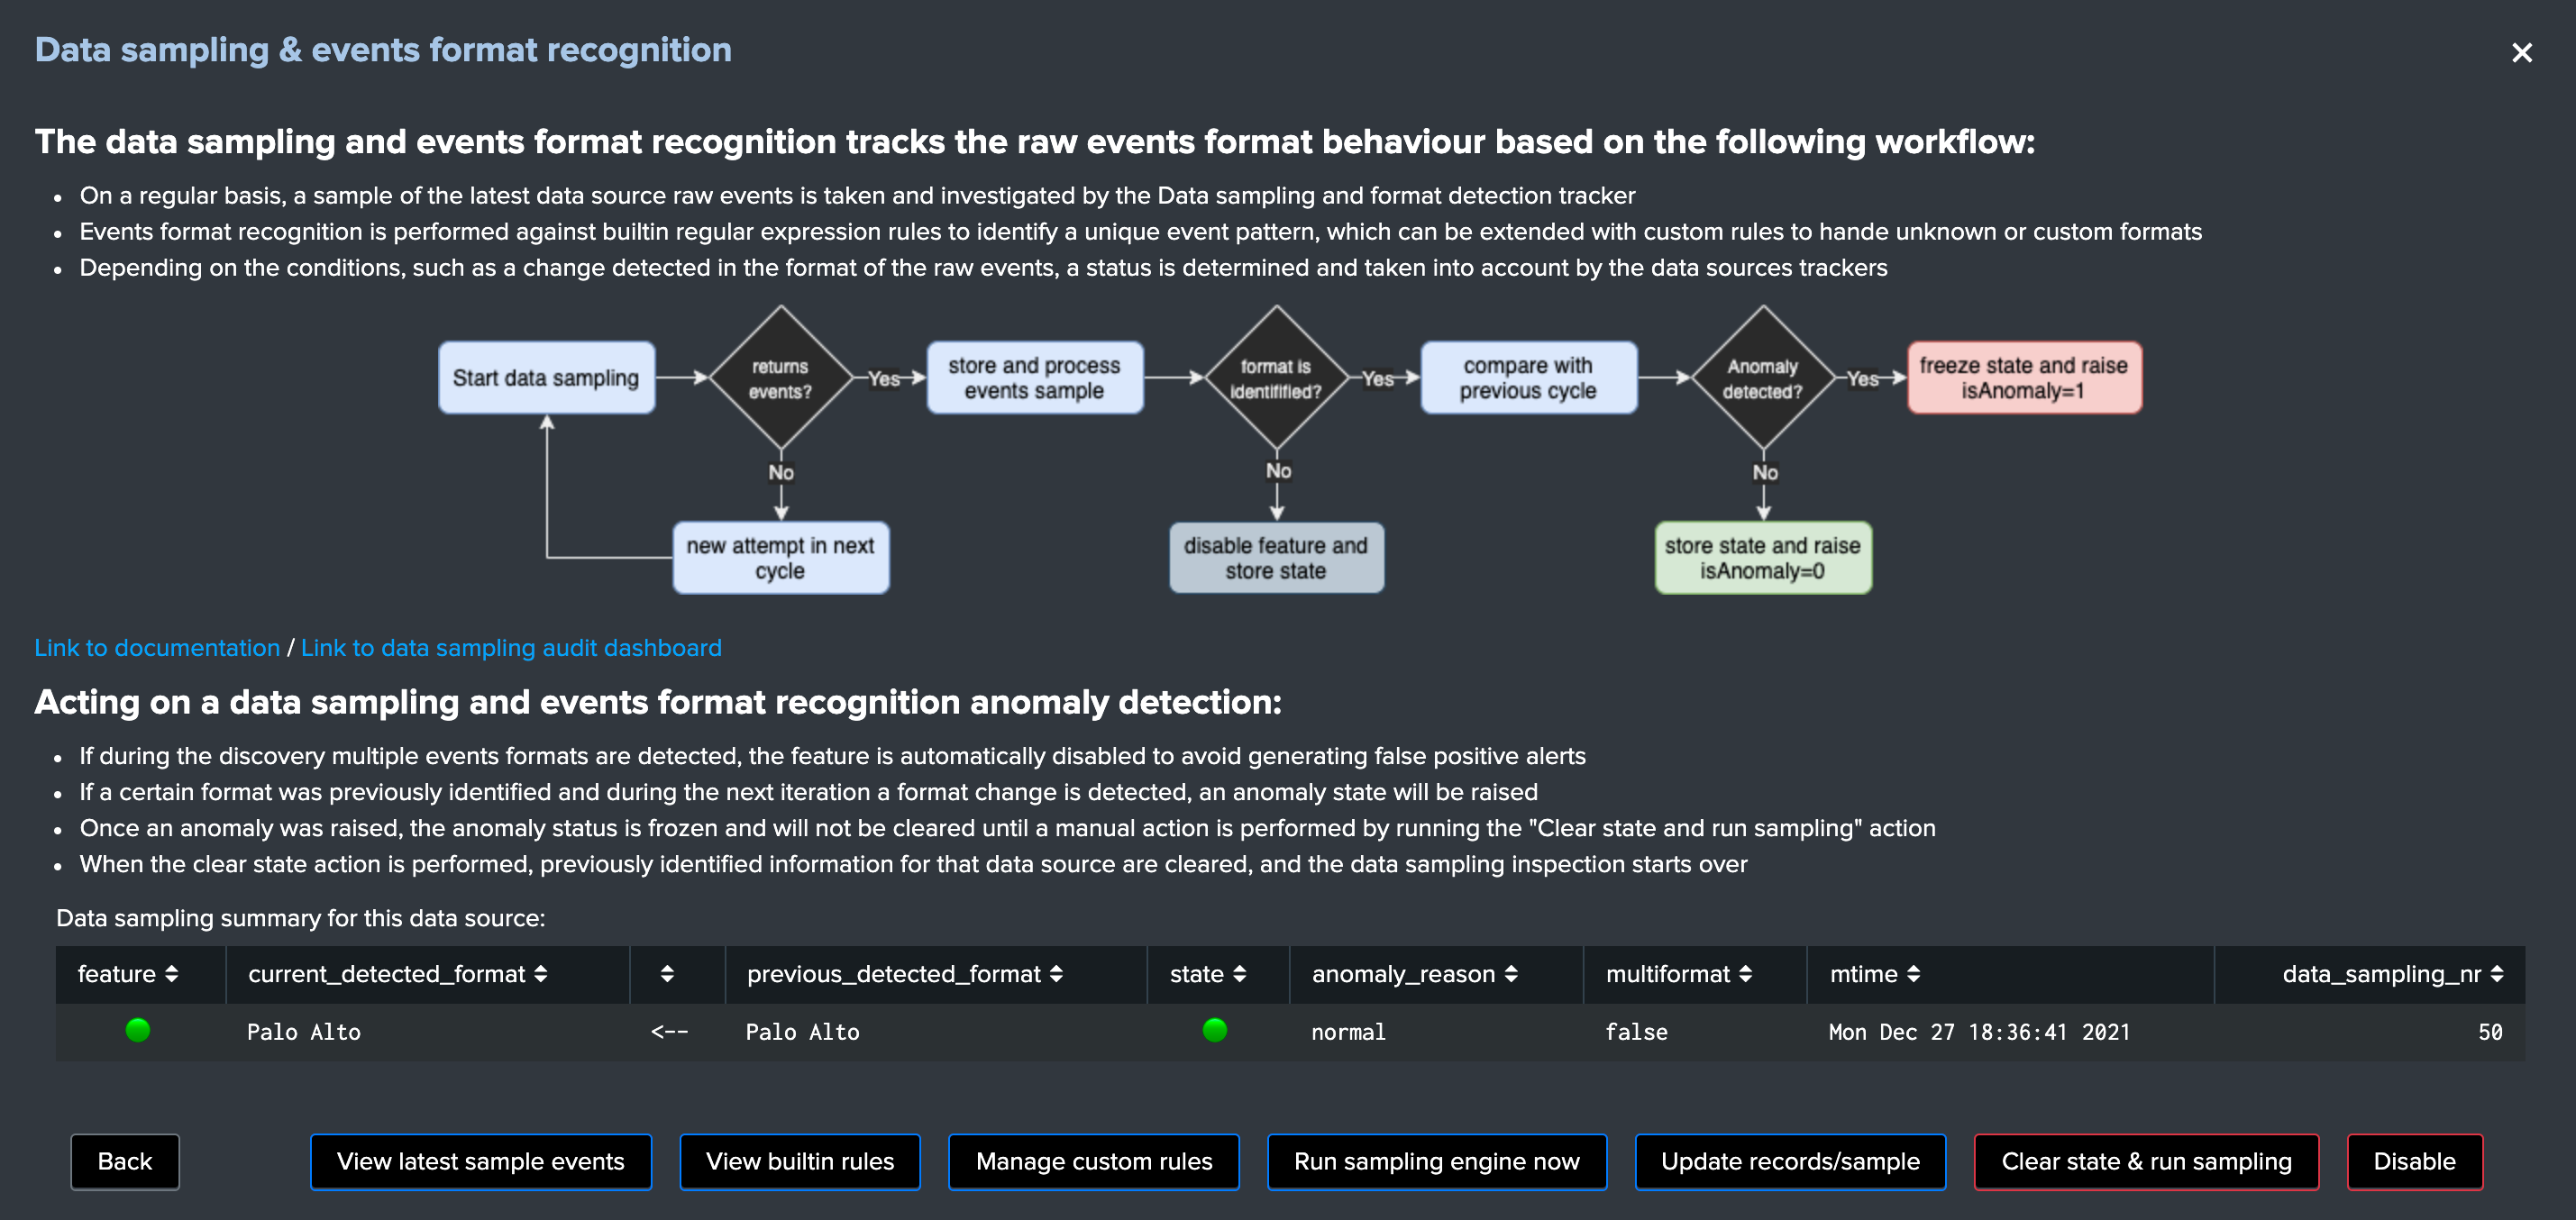 Data sampling & events format recognition
The data sampling and events format recognition tracks the raw events format behaviour based on the following workflow:
On a regular basis, a sample of the latest data source raw events is taken and investigated by the Data sampling and format detection tracker
Events format recognition is performed against builtin regular expression rules to identify a unique event pattern, which can be extended with custom rules to hande unknown or custom formats
Depending on the conditions, such as a change detected in the format of the raw events, a status is determined and taken into account by the data sources trackers
Start data sampling
returns
events?
Yes
store and process
events sample
format is
identifified?
Yes
compare with
previous cycle
Anomaly
detected?
Yes
freeze state and raise
isAnomaly=1
No
No
No
new attempt in next
cycle
disable feature and
store state
store state and raise
isAnomaly=0
Link to documentation / Link to data sampling audit dashboard
Acting on a data sampling and events format recognition anomaly detection:
If during the discovery multiple events formats are detected, the feature is automatically disabled to avoid generating false positive alerts
If a certain format was previously identified and during the next iteration a format change is detected, an anomaly state will be raised
Once an anomaly was raised, the anomaly status is frozen and will not be cleared until a manual action is performed by running the "Clear state and run sampling" action
When the clear state action is performed, previously identified information for that data source are cleared, and the data sampling inspection starts over
Data sampling summary for this data source:
feature current_detected_format previous_detected_format state anomaly_reason multiformat mtime data_sampling_nr
Palo Alto <-- Palo Alto normal false Mon Dec 27 18:36:41 2021 50
Back View latest sample events View builtin rules Manage custom rules Run sampling engine now Update records/sample Clear state & run sampling Disable